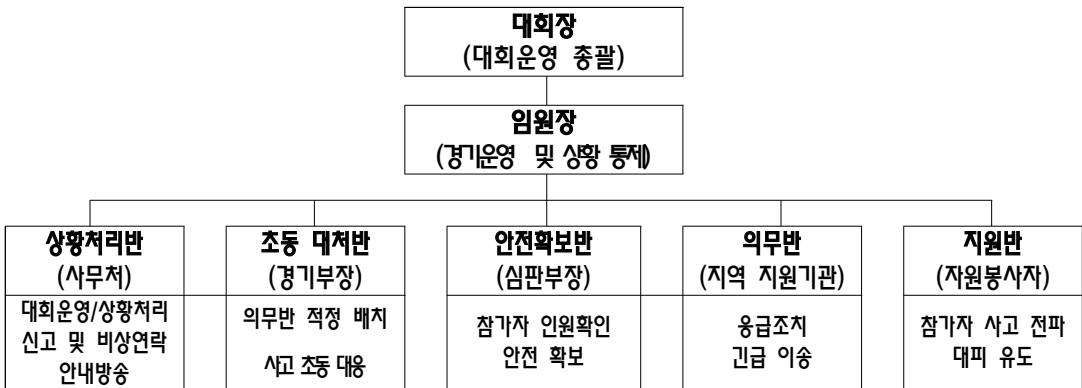 대회장
(대회운영 총괄)
임원장
(경기운영 및 상황 통제)
상황처리반
(사무처)
대회운영/상황처리
신고 및 비상연락
안내방송
초동 대처반
(경기부장)
의무반 적정 배치
사고 초동 대응
안전확보반
(심판부장)
참가자 인원확인
안전 확보
의무반
(지역 지원기관)
응급조치
긴급 이송
지원반
(자원봉사자)
참가자 사고 전파
대피 유도